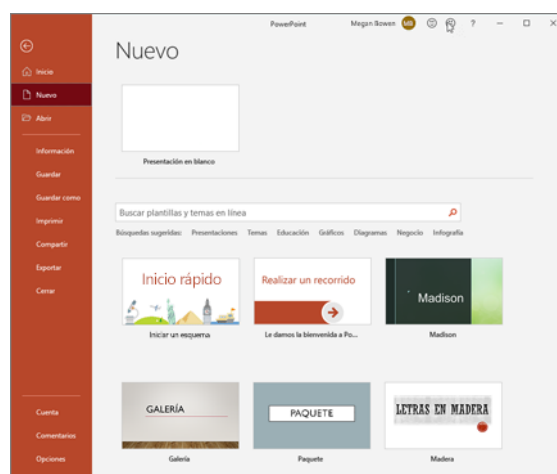 PowerPoint
Megan Bowen MB ?
Nuevo
Inicio
Nuevo
Abrir
Información
Guardar
Guardar como
Imprimir
Compartir
Exportar
Cerrar
Cuenta
Comentarios
Opciones
Presentación en blanco
Buscar plantillas y temas en línea
Búsquedas sugeridas: Presentaciones Temas Educación Gráficos Diagramas Negocio Infografía
Inicio rápido
Iniciar un esquema
Realizar un recorrido
Le damos la bienvenida a Po...
Madison
Madison
GALERÍA
Galería
PAQUETE
Paquete
LETRAS EN MADERA
Madera